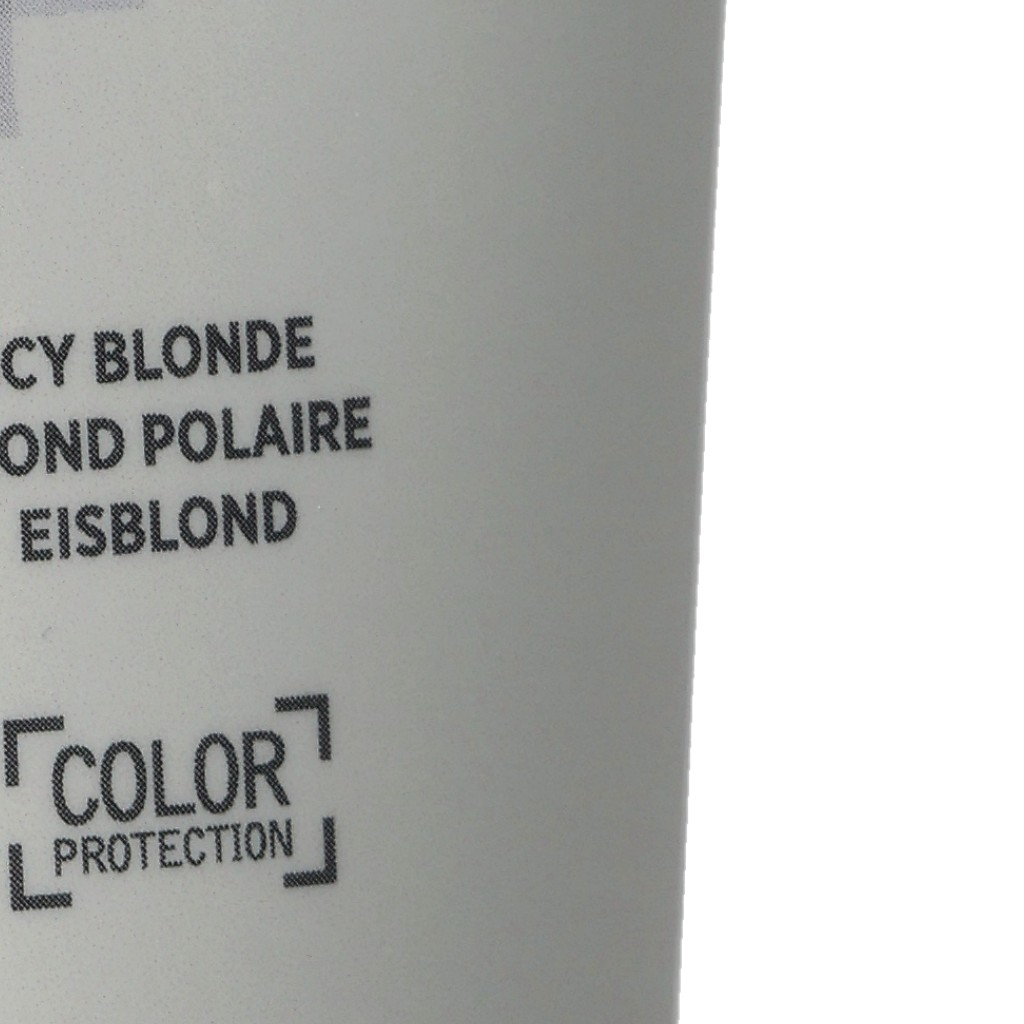 CY BLONDE
OND POLAIRE
EISBLOND
COLOR
PROTECTION